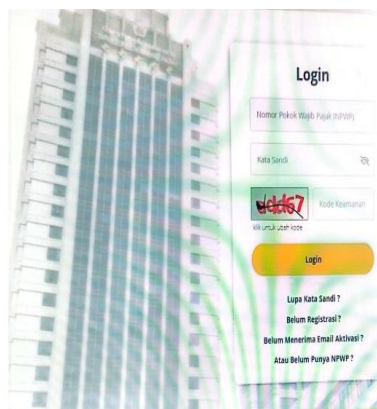 Login
Nomor Pokok Wajib Pajak (NPWP)
Kata Sandi
Kode Keamanan
klik untuk ubah kode
Login
Lupa Kata Sandi ?
Belum Registrasi ?
Belum Menerima Email Aktivasi ?
Atau Belum Punya NPWP ?